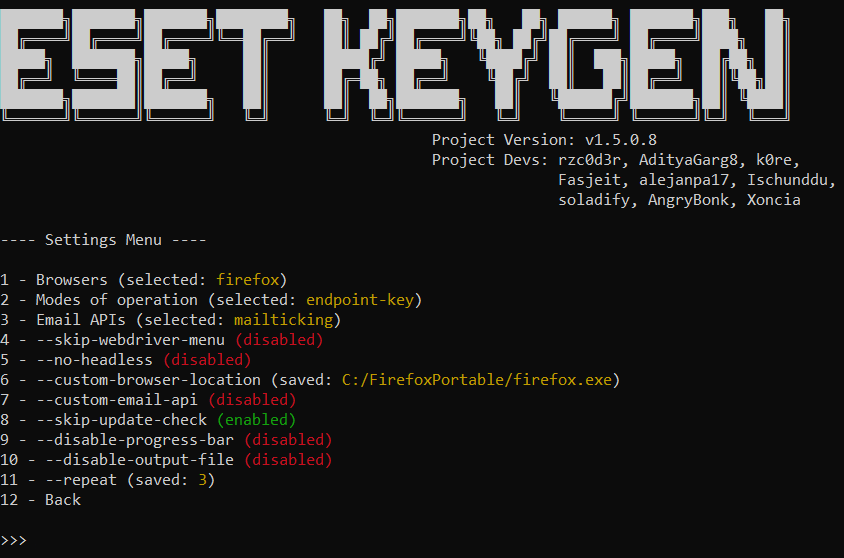 ESET KEYGEN
Project Version: v1.5.0.8
Project Devs: rzc0d3r, AdityaGarg8, k0re,
Fasjeit, alejanpa17, Ischunddu,
soladify, AngryBonk, Xoncia
---- Settings Menu ----
1 - Browsers (selected: firefox)
2 - Modes of operation (selected: endpoint-key)
3 - Email APIs (selected: mailticking)
4 - --skip-webdriver-menu (disabled)
5 - --no-headless (disabled)
6 - --custom-browser-location (saved: C:/FirefoxPortable/firefox.exe)
7 - --custom-email-api (disabled)
8 - --skip-update-check (enabled)
9 - --disable-progress-bar (disabled)
10 - --disable-output-file (disabled)
11 - --repeat (saved: 3)
12 - Back
>>>